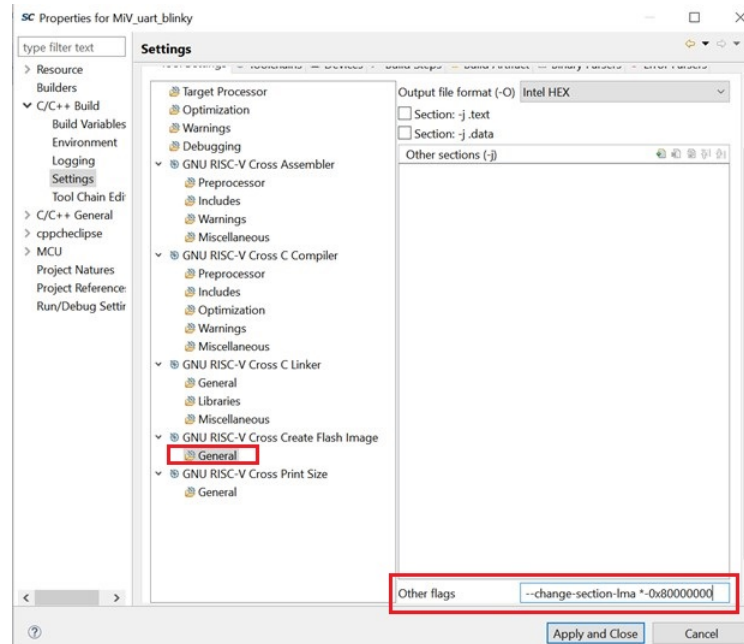 SC Properties for MiV_uart_blinky
type filter text
Settings
Resource
Builders
C/C++ Build
Build Variables
Environment
Logging
Settings
Tool Chain Edi
C/C++ General
cppcheclipse
MCU
Project Natures
Project Reference
Run/Debug Settir
Target Processor
Optimization
Warnings
Debugging
GNU RISC-V Cross Assembler
Preprocessor
Includes
Warnings
Miscellaneous
GNU RISC-V Cross C Compiler
Preprocessor
Includes
Optimization
Warnings
Miscellaneous
GNU RISC-V Cross C Linker
General
Libraries
Miscellaneous
GNU RISC-V Cross Create Flash Image
General
GNU RISC-V Cross Print Size
General
Output file format (-O) Intel HEX
Section: -j .text
Section: -j .data
Other sections (-j)
Other flags --change-section-lma *-0x80000000
Apply and Close Cancel